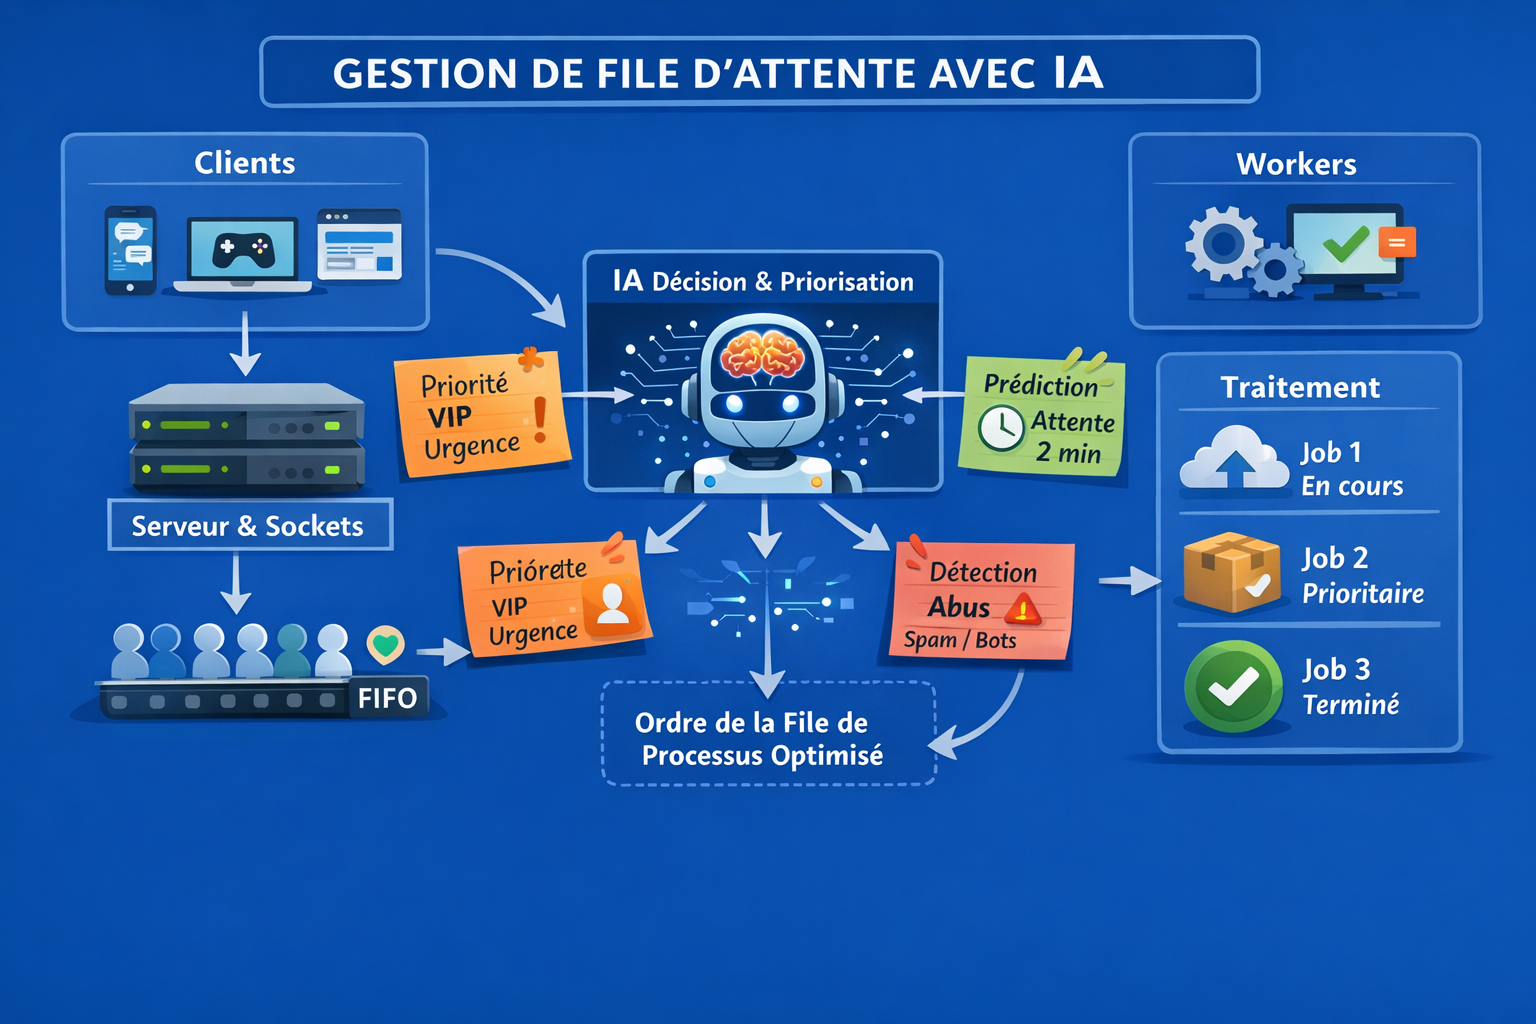 GESTION DE FILE D'ATTENTE AVEC IA
Clients
Workers
IA Décision & Priorisation
Priorité
VIP
Urgence
!
Prédiction
Attente
2 min
Traitement
Job 1
En cours
Serveur & Sockets
Priórełte
VIP
Urgence
Détection
Abus
Spam / Bots
Job 2
Prioritaire
FIFO
Job 3
Terminé
Ordre de la File de
Processus Optimisé